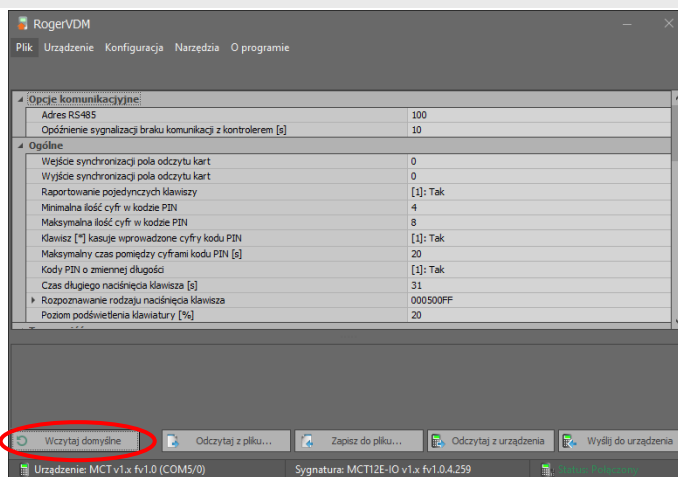 RogerVDM
Plik Urządzenie Konfiguracja Narzędzia O programie
Opcje komunikacyjne
Adres RS485 100
Opóźnienie sygnalizacji braku komunikacji z kontrolerem [s] 10
Ogólne
Wejście synchronizacji pola odczytu kart 0
Wyjście synchronizacji pola odczytu kart 0
Raportowanie pojedynczych klawiszy [1]: Tak
Minimalna ilość cyfr w kodzie PIN 4
Maksymalna ilość cyfr w kodzie PIN 8
Klawisz [*] kasuje wprowadzone cyfry kodu PIN [1]: Tak
Maksymalny czas pomiędzy cyframi kodu PIN [s] 20
Kody PIN o zmiennej długości [1]: Tak
Czas długiego naciśnięcia klawisza [s] 31
Rozpoznawanie rodzaju naciśnięcia klawisza 000500FF
Poziom podświetlenia klawiatury [%] 20
Wczytaj domyślne Odczytaj z pliku... Zapisz do pliku... Odczytaj z urządzenia Wyślij do urządzenia
Urządzenie: MCT v1.x fv1.0 (COM5/0) Sygnatura: MCT12E-IO v1.x fv1.0.4.259 Status: Połączony